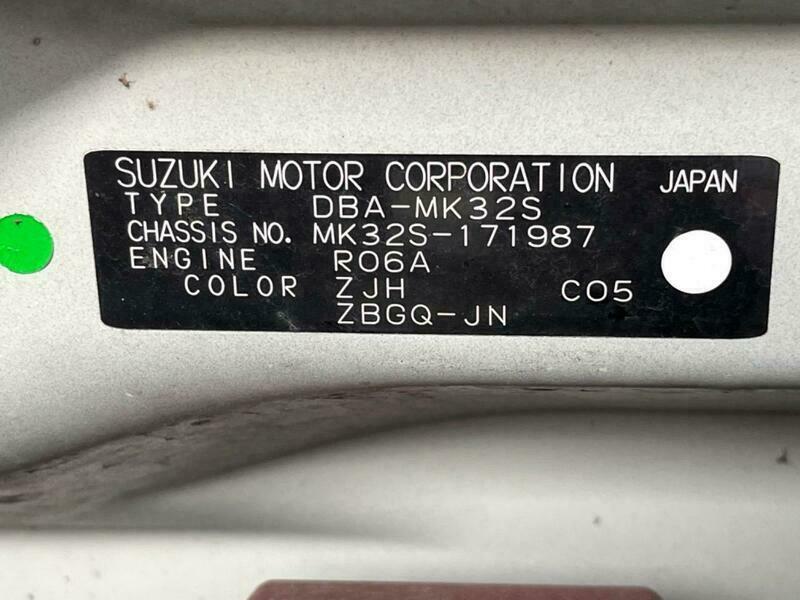 SUZUKI MOTOR CORPORATION JAPAN
TYPE DBA-MK32S
CHASSIS NO. MK32S-171987
ENGINE R06A
COLOR ZJH C05
ZBGQ-JN